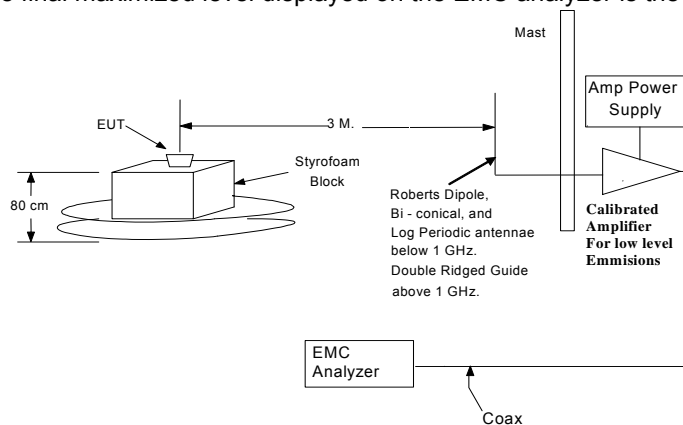 e final maximized level displayed on the EMC analyzer is the
Mast
Amp Power
Supply
EUT
3 M.
Styrofoam
Block
80 cm
Roberts Dipole,
Bi - conical, and
Log Periodic antennae
below 1 GHz.
Double Ridged Guide
above 1 GHz.
Calibrated
Amplifier
For low level
Emmisions
EMC
Analyzer
Coax